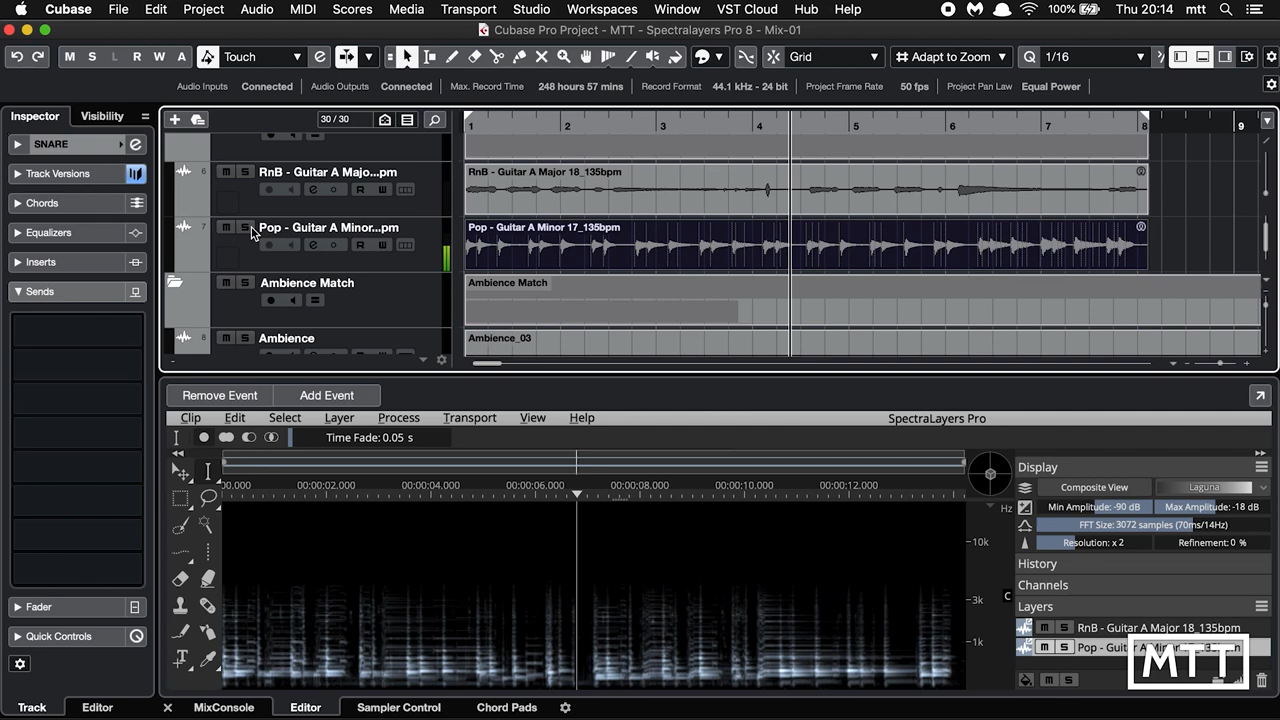 Cubase File Edit Project Audio MIDI Scores Media Transport Studio Workspaces Window VST Cloud Hub Help 100% Thu 20:14 mtt
Cubase Pro Project - MTT - Spectralayers Pro 8 - Mix-01
M S L R W A Touch Grid Adapt to Zoom Q 1/16
Audio Inputs Connected Audio Outputs Connected Max. Record Time 248 hours 57 mins Record Format 44.1 kHz - 24 bit Project Frame Rate 50 fps Project Pan Law Equal Power
Inspector Visibility 30 / 30
1 2 3 4 5 6 7 8 9
SNARE
Track Versions
Chords
Equalizers
Inserts
Sends
Fader
Quick Controls
6 M S RnB - Guitar A Majo...pm
R W
7 M S Pop - Guitar A Minor...pm
R W
M S Ambience Match
8 M S Ambience
RnB - Guitar A Major 18_135bpm
Pop - Guitar A Minor 17_135bpm
Ambience Match
Ambience_03
Remove Event Add Event
Clip Edit Select Layer Process Transport View Help SpectraLayers Pro
Time Fade: 0.05 s
00.000 00:00:02.000 00:00:04.000 00:00:06.000 00:00:08.000 00:00:10.000 00:00:12.000
Hz
10k
3k
1k
C
Display
Composite View Laguna
Min Amplitude: -90 dB Max Amplitude: -18 dB
FFT Size: 3072 samples (70ms/14Hz)
Resolution: x 2 Refinement: 0 %
History
Channels
Layers
M S RnB - Guitar A Major 18_135bpm
M S Pop - Guitar A Minor
M S
MTT
Track Editor MixConsole Editor Sampler Control Chord Pads